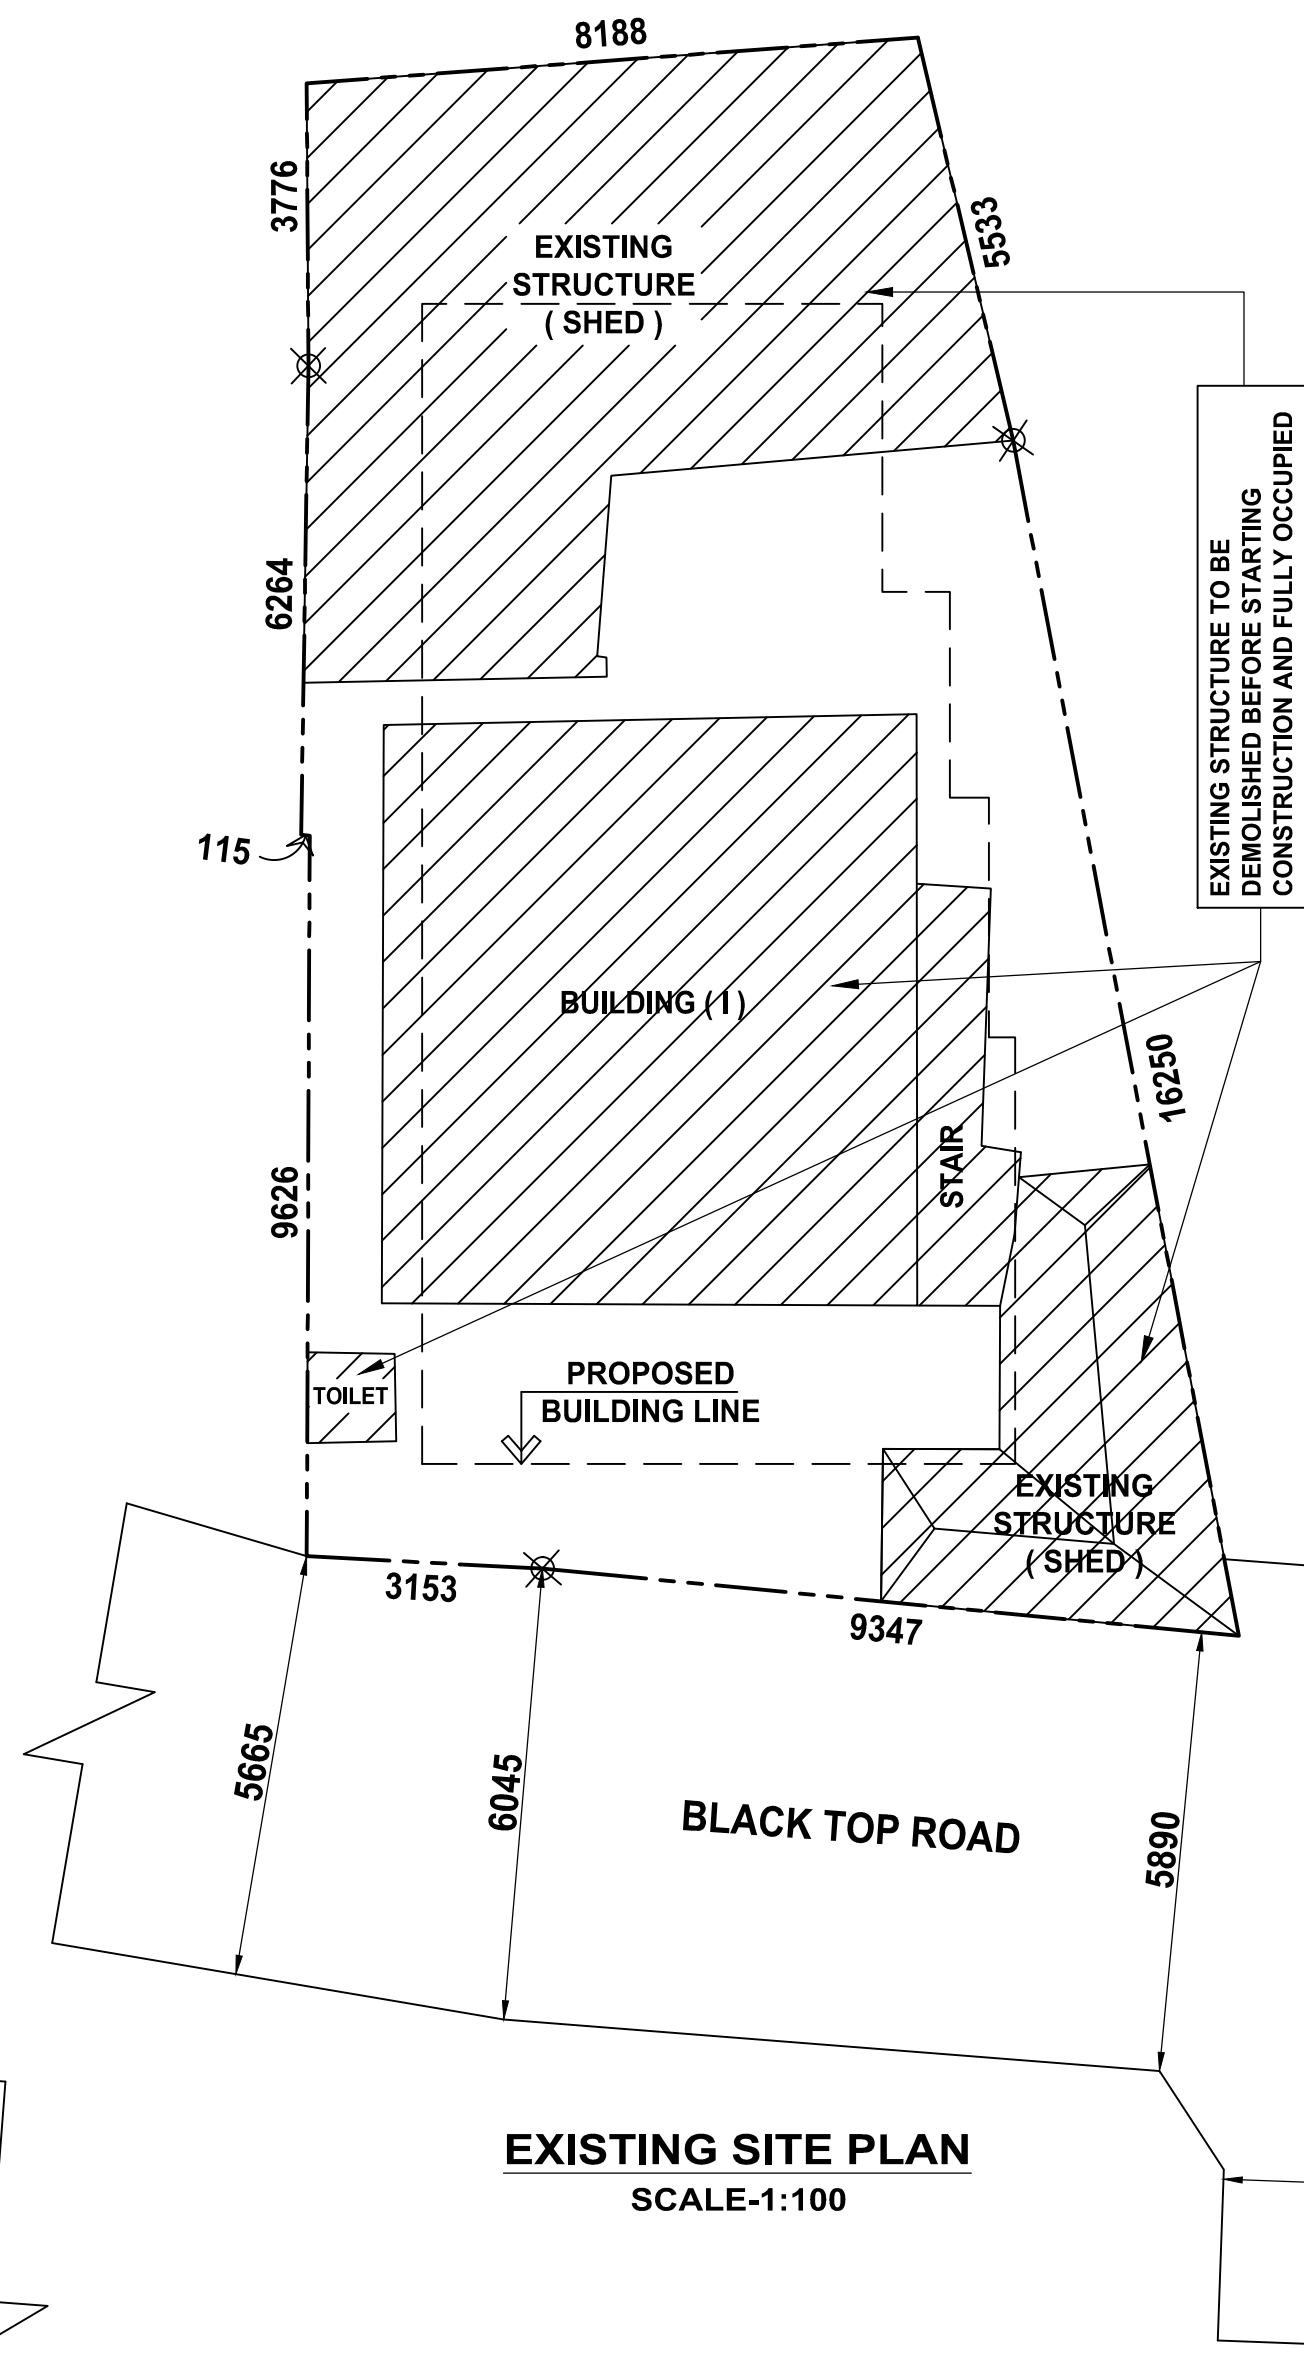 8188
3776
5533
EXISTING
STRUCTURE
( SHED )
6264
EXISTING STRUCTURE TO BE
DEMOLISHED BEFORE STARTING
CONSTRUCTION AND FULLY OCCUPIED
115
BUILDING ( I )
STAIR
16250
9626
TOILET
PROPOSED
BUILDING LINE
EXISTING
STRUCTURE
( SHED )
3153
9347
5665
6045
BLACK TOP ROAD
5890
EXISTING SITE PLAN
SCALE-1:100